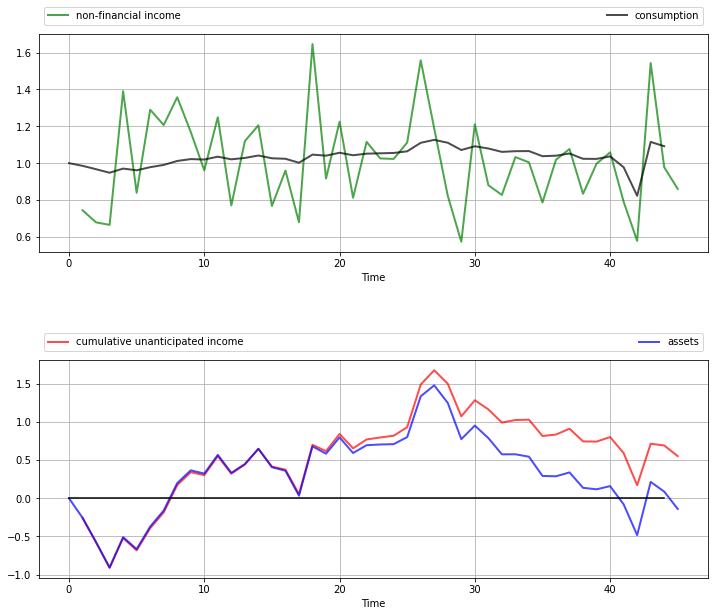 non-financial income consumption
1.6
1.4
1.2
1.0
0.8
0.6
0 10 20 30 40
Time
cumulative unanticipated income assets
1.5
1.0
0.5
0.0
−0.5
−1.0
0 10 20 30 40
Time